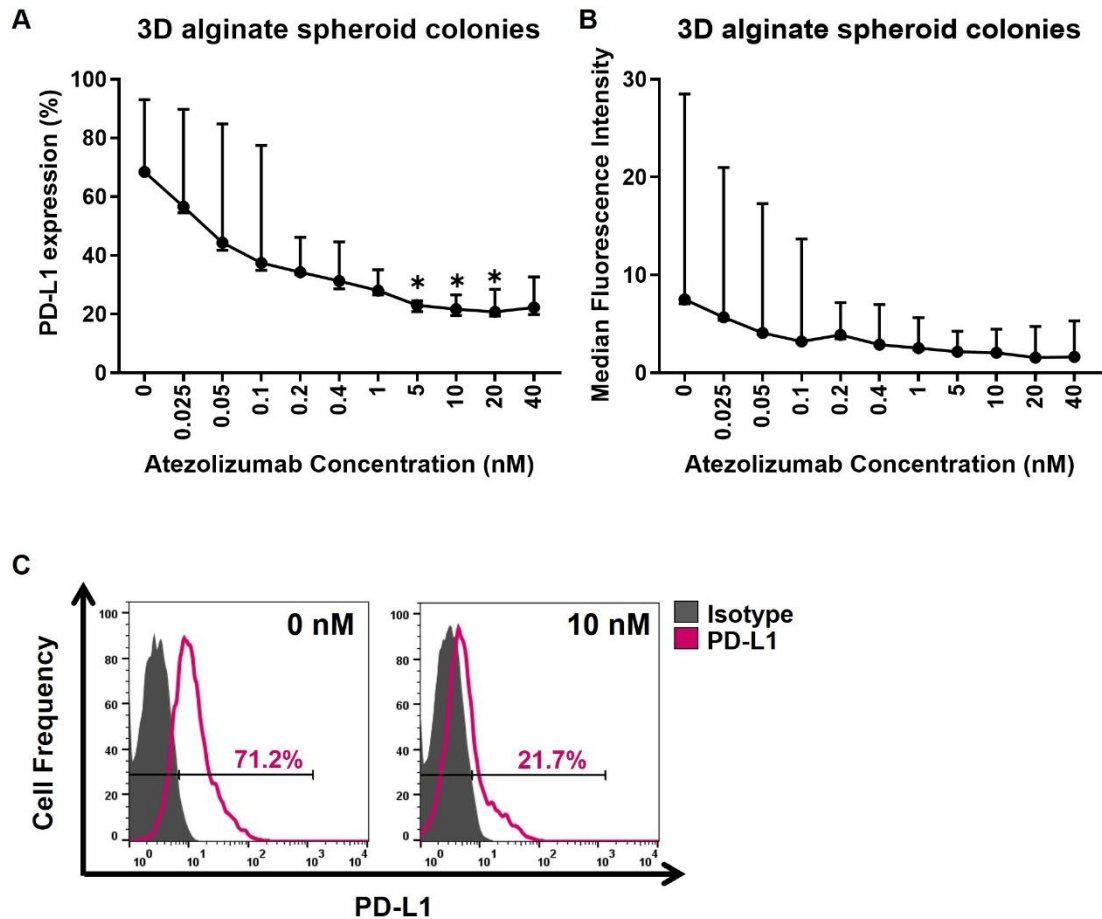 A
3D alginate spheroid colonies
PD-L1 expression (%)
100
80
60
40
20
0
* * *
0 0.025 0.05 0.1 0.2 0.4 1 5 10 20 40
Atezolizumab Concentration (nM)
B
3D alginate spheroid colonies
Median Fluorescence Intensity
30
20
10
0
0 0.025 0.05 0.1 0.2 0.4 1 5 10 20 40
Atezolizumab Concentration (nM)
C
Cell Frequency
100
80
60
40
20
0
0 nM
71.2%
10⁰ 10¹ 10² 10³ 10⁴
100
80
60
40
20
0
10 nM
21.7%
10⁰ 10¹ 10² 10³ 10⁴
Isotype
PD-L1
PD-L1